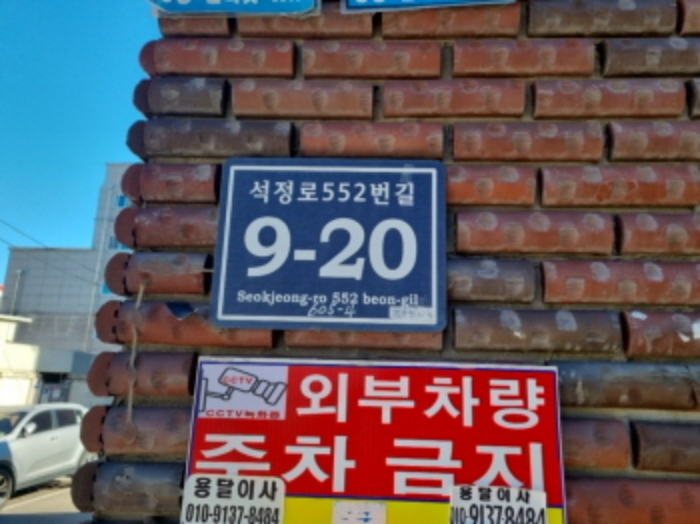 석정로552번길
9-20
Seokjeong-ro 552 beon-gil
605-4
CCTV
CCTV녹화중
외부차량
주차 금지
용달이사
010-9137-8484
용달이사
010-9137-8484